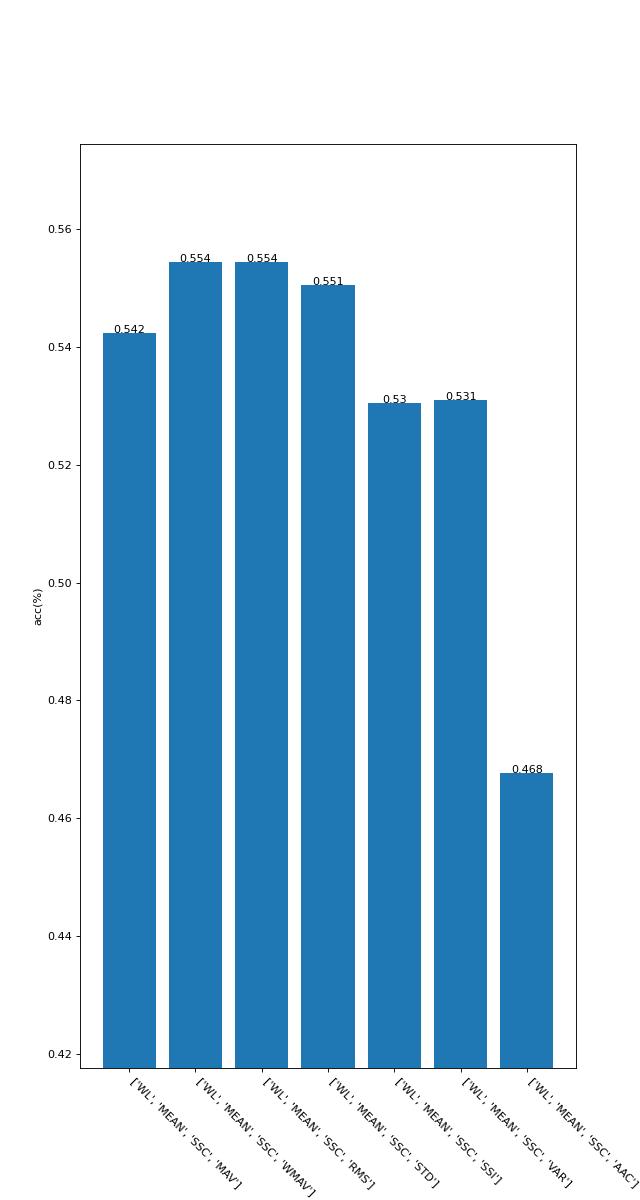 0.56
0.54
0.52
0.50
0.48
0.46
0.44
0.42
acc(%)
0.542
0.554
0.554
0.551
0.53
0.531
0.468
['WL', 'MEAN', 'SSC', 'MAV']
['WL', 'MEAN', 'SSC', 'WMAV']
['WL', 'MEAN', 'SSC', 'RMS']
['WL', 'MEAN', 'SSC', 'STD']
['WL', 'MEAN', 'SSC', 'SSI']
['WL', 'MEAN', 'SSC', 'VAR']
['WL', 'MEAN', 'SSC', 'AAC']